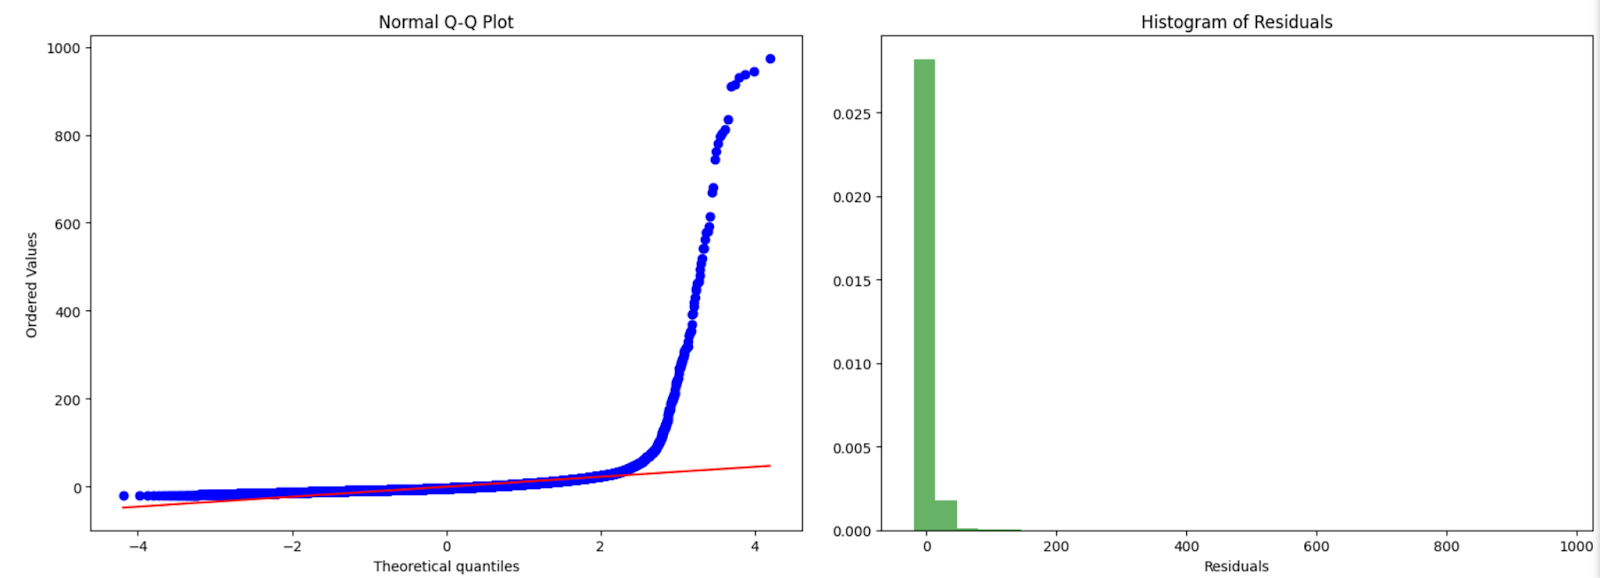 Normal Q-Q Plot
1000
800
600
400
200
0
Ordered Values
−4 −2 0 2 4
Theoretical quantiles
Histogram of Residuals
0.025
0.020
0.015
0.010
0.005
0.000
0 200 400 600 800 1000
Residuals